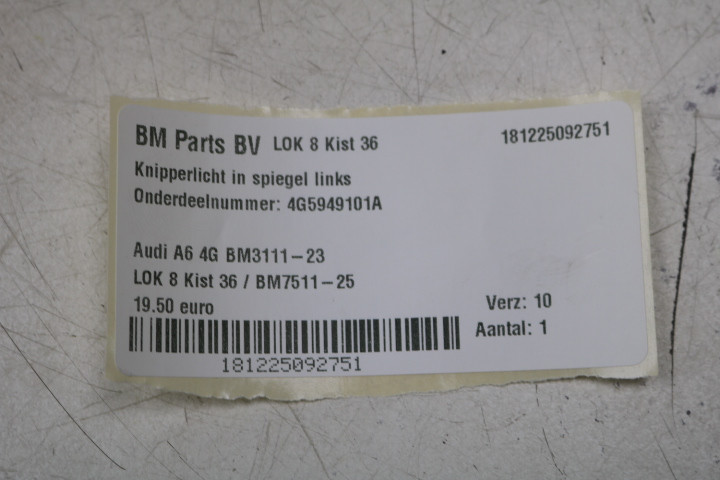 BM Parts BV LOK 8 Kist 36 181225092751
Knipperlicht in spiegel links
Onderdeelnummer: 4G5949101A
Audi A6 4G BM3111-23
LOK 8 Kist 36 / BM7511-25
19.50 euro Verz: 10
Aantal: 1
181225092751